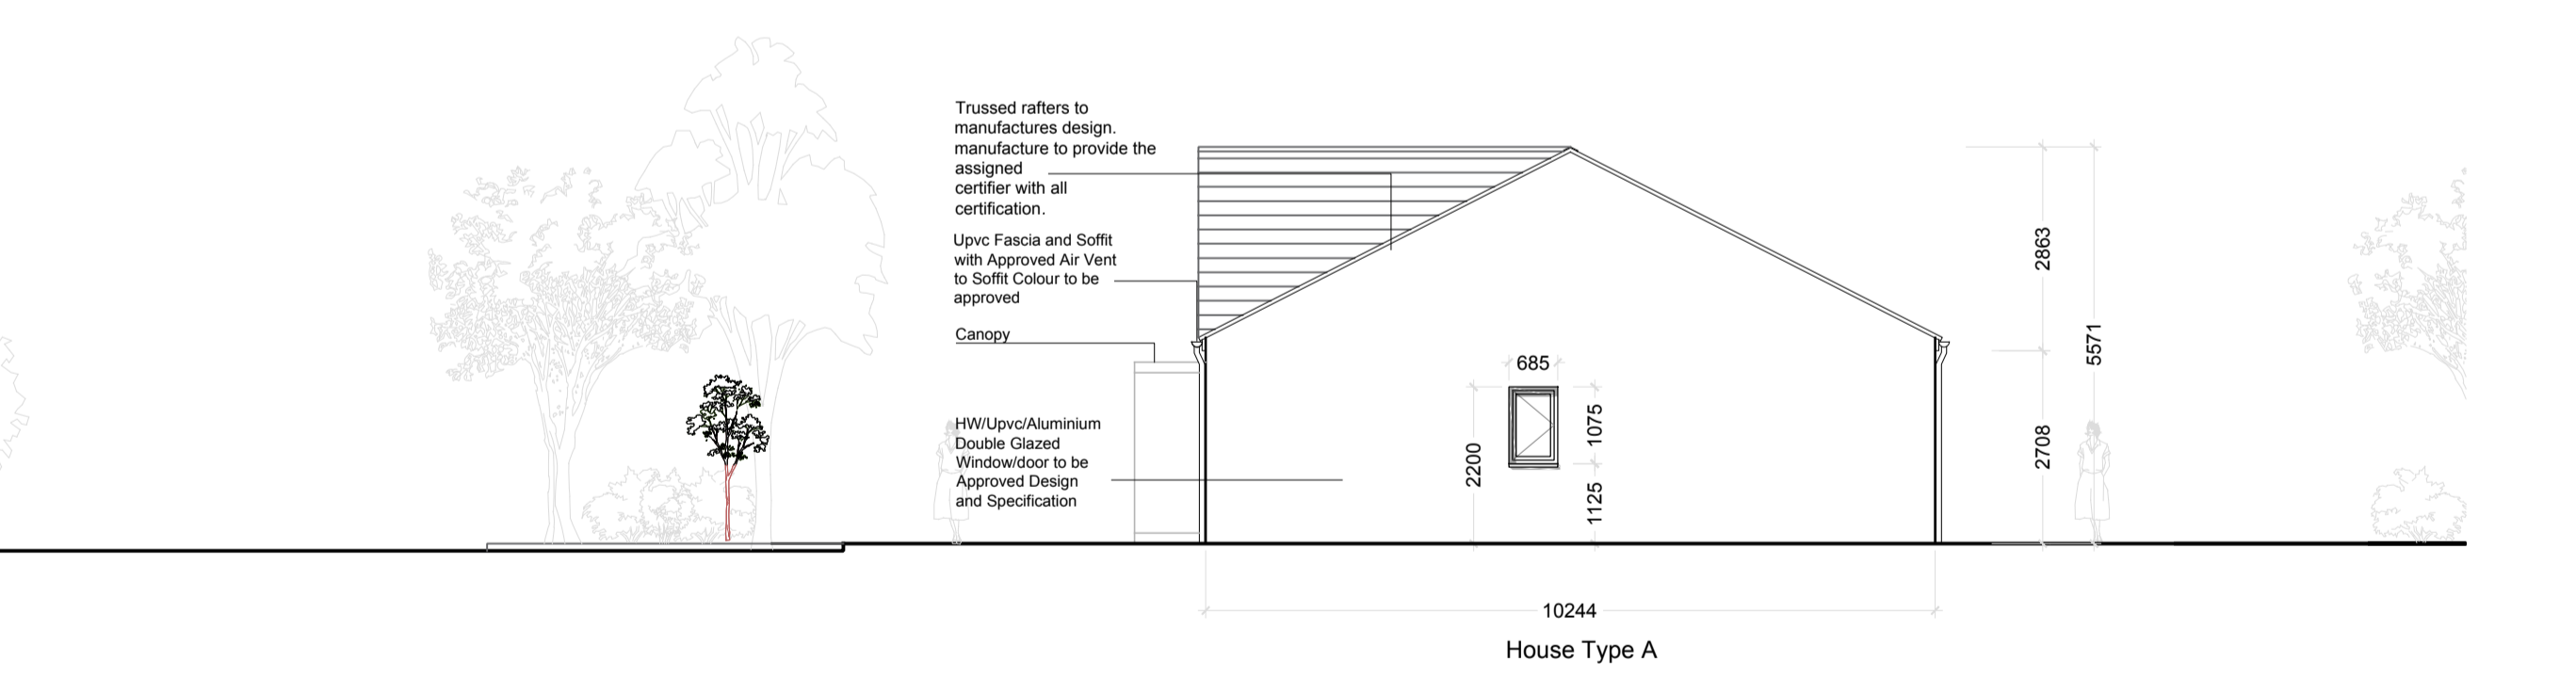 Trussed rafters to
manufactures design.
manufacture to provide the
assigned
certifier with all
certification.
Upvc Fascia and Soffit
with Approved Air Vent
to Soffit Colour to be
approved
Canopy
HW/Upvc/Aluminium
Double Glazed
Window/door to be
Approved Design
and Specification
685
2200
1075
1125
2863
2708
5571
10244
House Type A